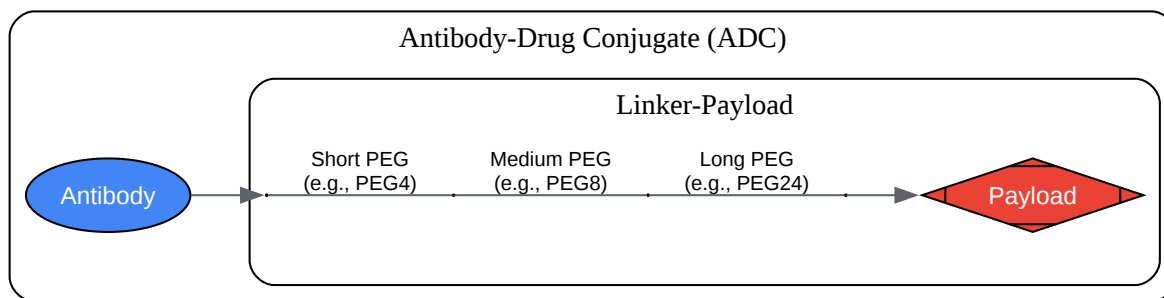 Antibody-Drug Conjugate (ADC)
Linker-Payload
Antibody
Short PEG
(e.g., PEG4)
Medium PEG
(e.g., PEG8)
Long PEG
(e.g., PEG24)
Payload